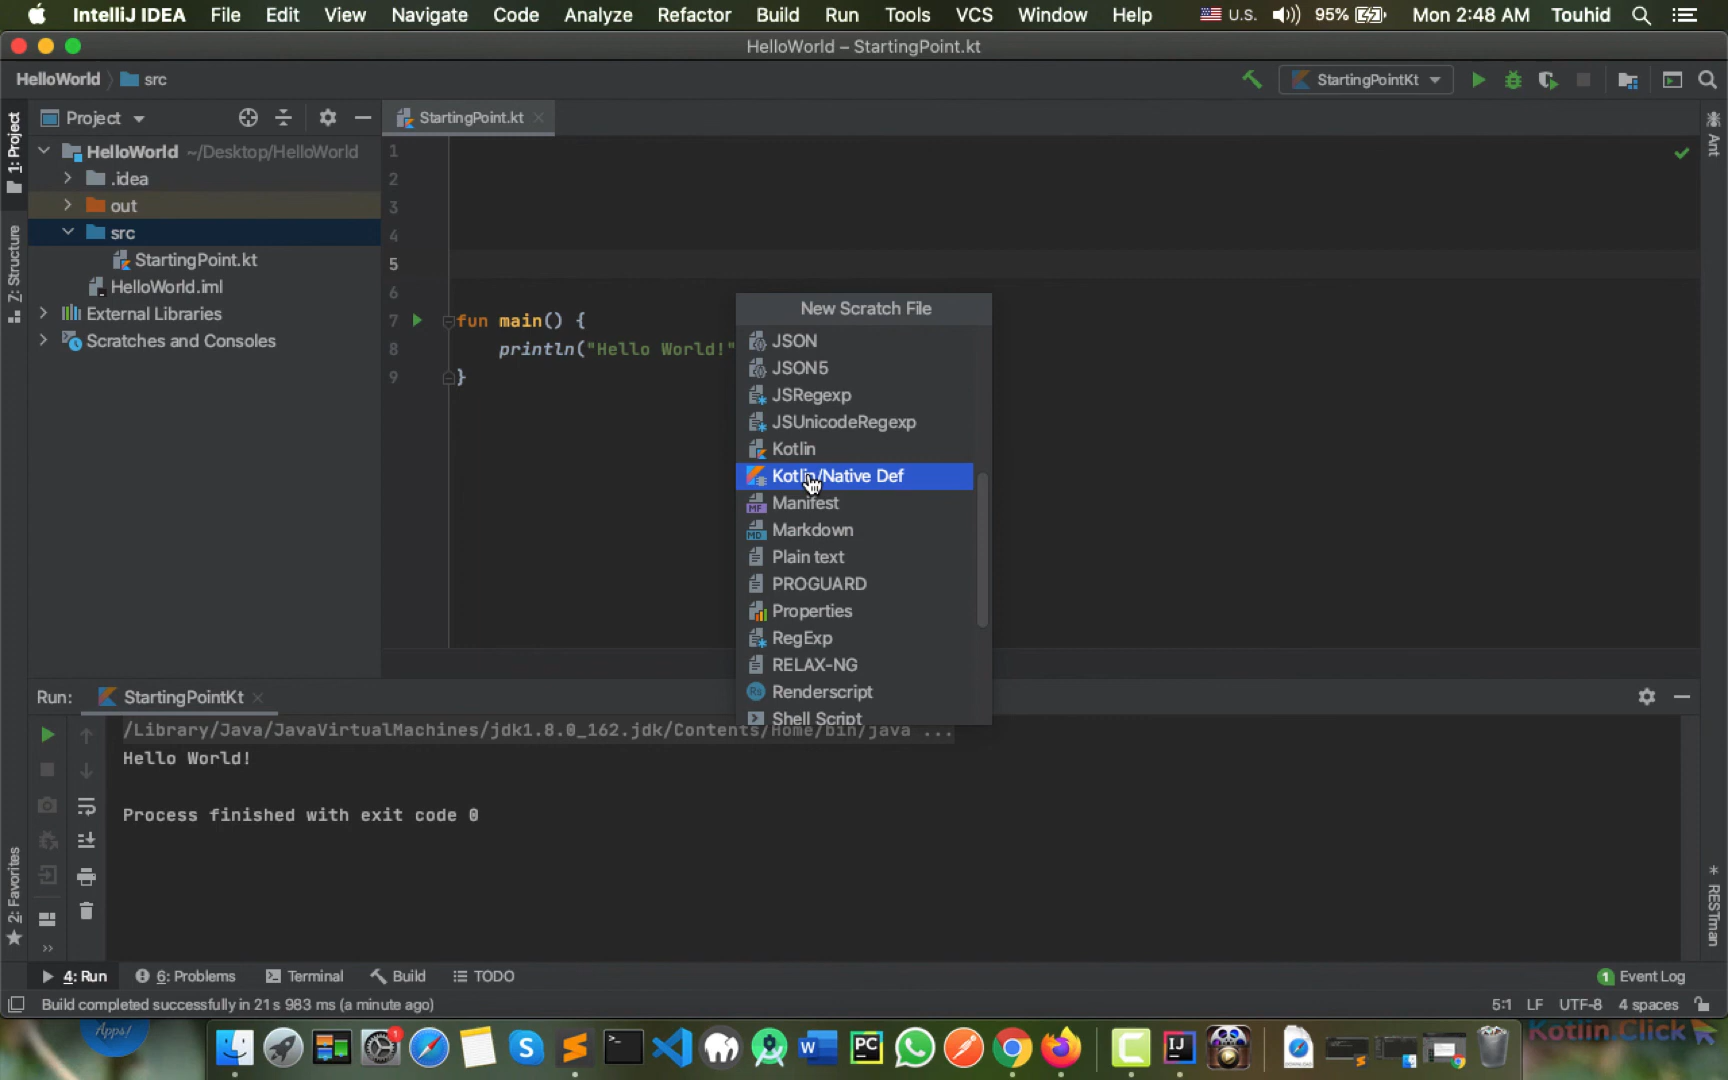 IntelliJ IDEA File Edit View Navigate Code Analyze Refactor Build Run Tools VCS Window Help U.S. 95% Mon 2:48 AM Touhid
HelloWorld – StartingPoint.kt
HelloWorld src StartingPointKt
1: Project
Project
StartingPoint.kt
HelloWorld ~/Desktop/HelloWorld
.idea
out
src
StartingPoint.kt
HelloWorld.iml
External Libraries
Scratches and Consoles
Z: Structure
2: Favorites
Ant
RESTman
1
2
3
4
5
6
7 fun main() {
8 println("Hello World!"
9 }
New Scratch File
JSON
JSON5
JSRegexp
JSUnicodeRegexp
Kotlin
Kotlin/Native Def
Manifest
Markdown
Plain text
PROGUARD
Properties
RegExp
RELAX-NG
Renderscript
Shell Script
Run: StartingPointKt
/Library/Java/JavaVirtualMachines/jdk1.8.0_162.jdk/Contents/Home/bin/java ...
Hello World!
Process finished with exit code 0
4: Run 6: Problems Terminal Build TODO 1 Event Log
Build completed successfully in 21 s 983 ms (a minute ago) 5:1 LF UTF-8 4 spaces
Apps!
Kotlin.Click